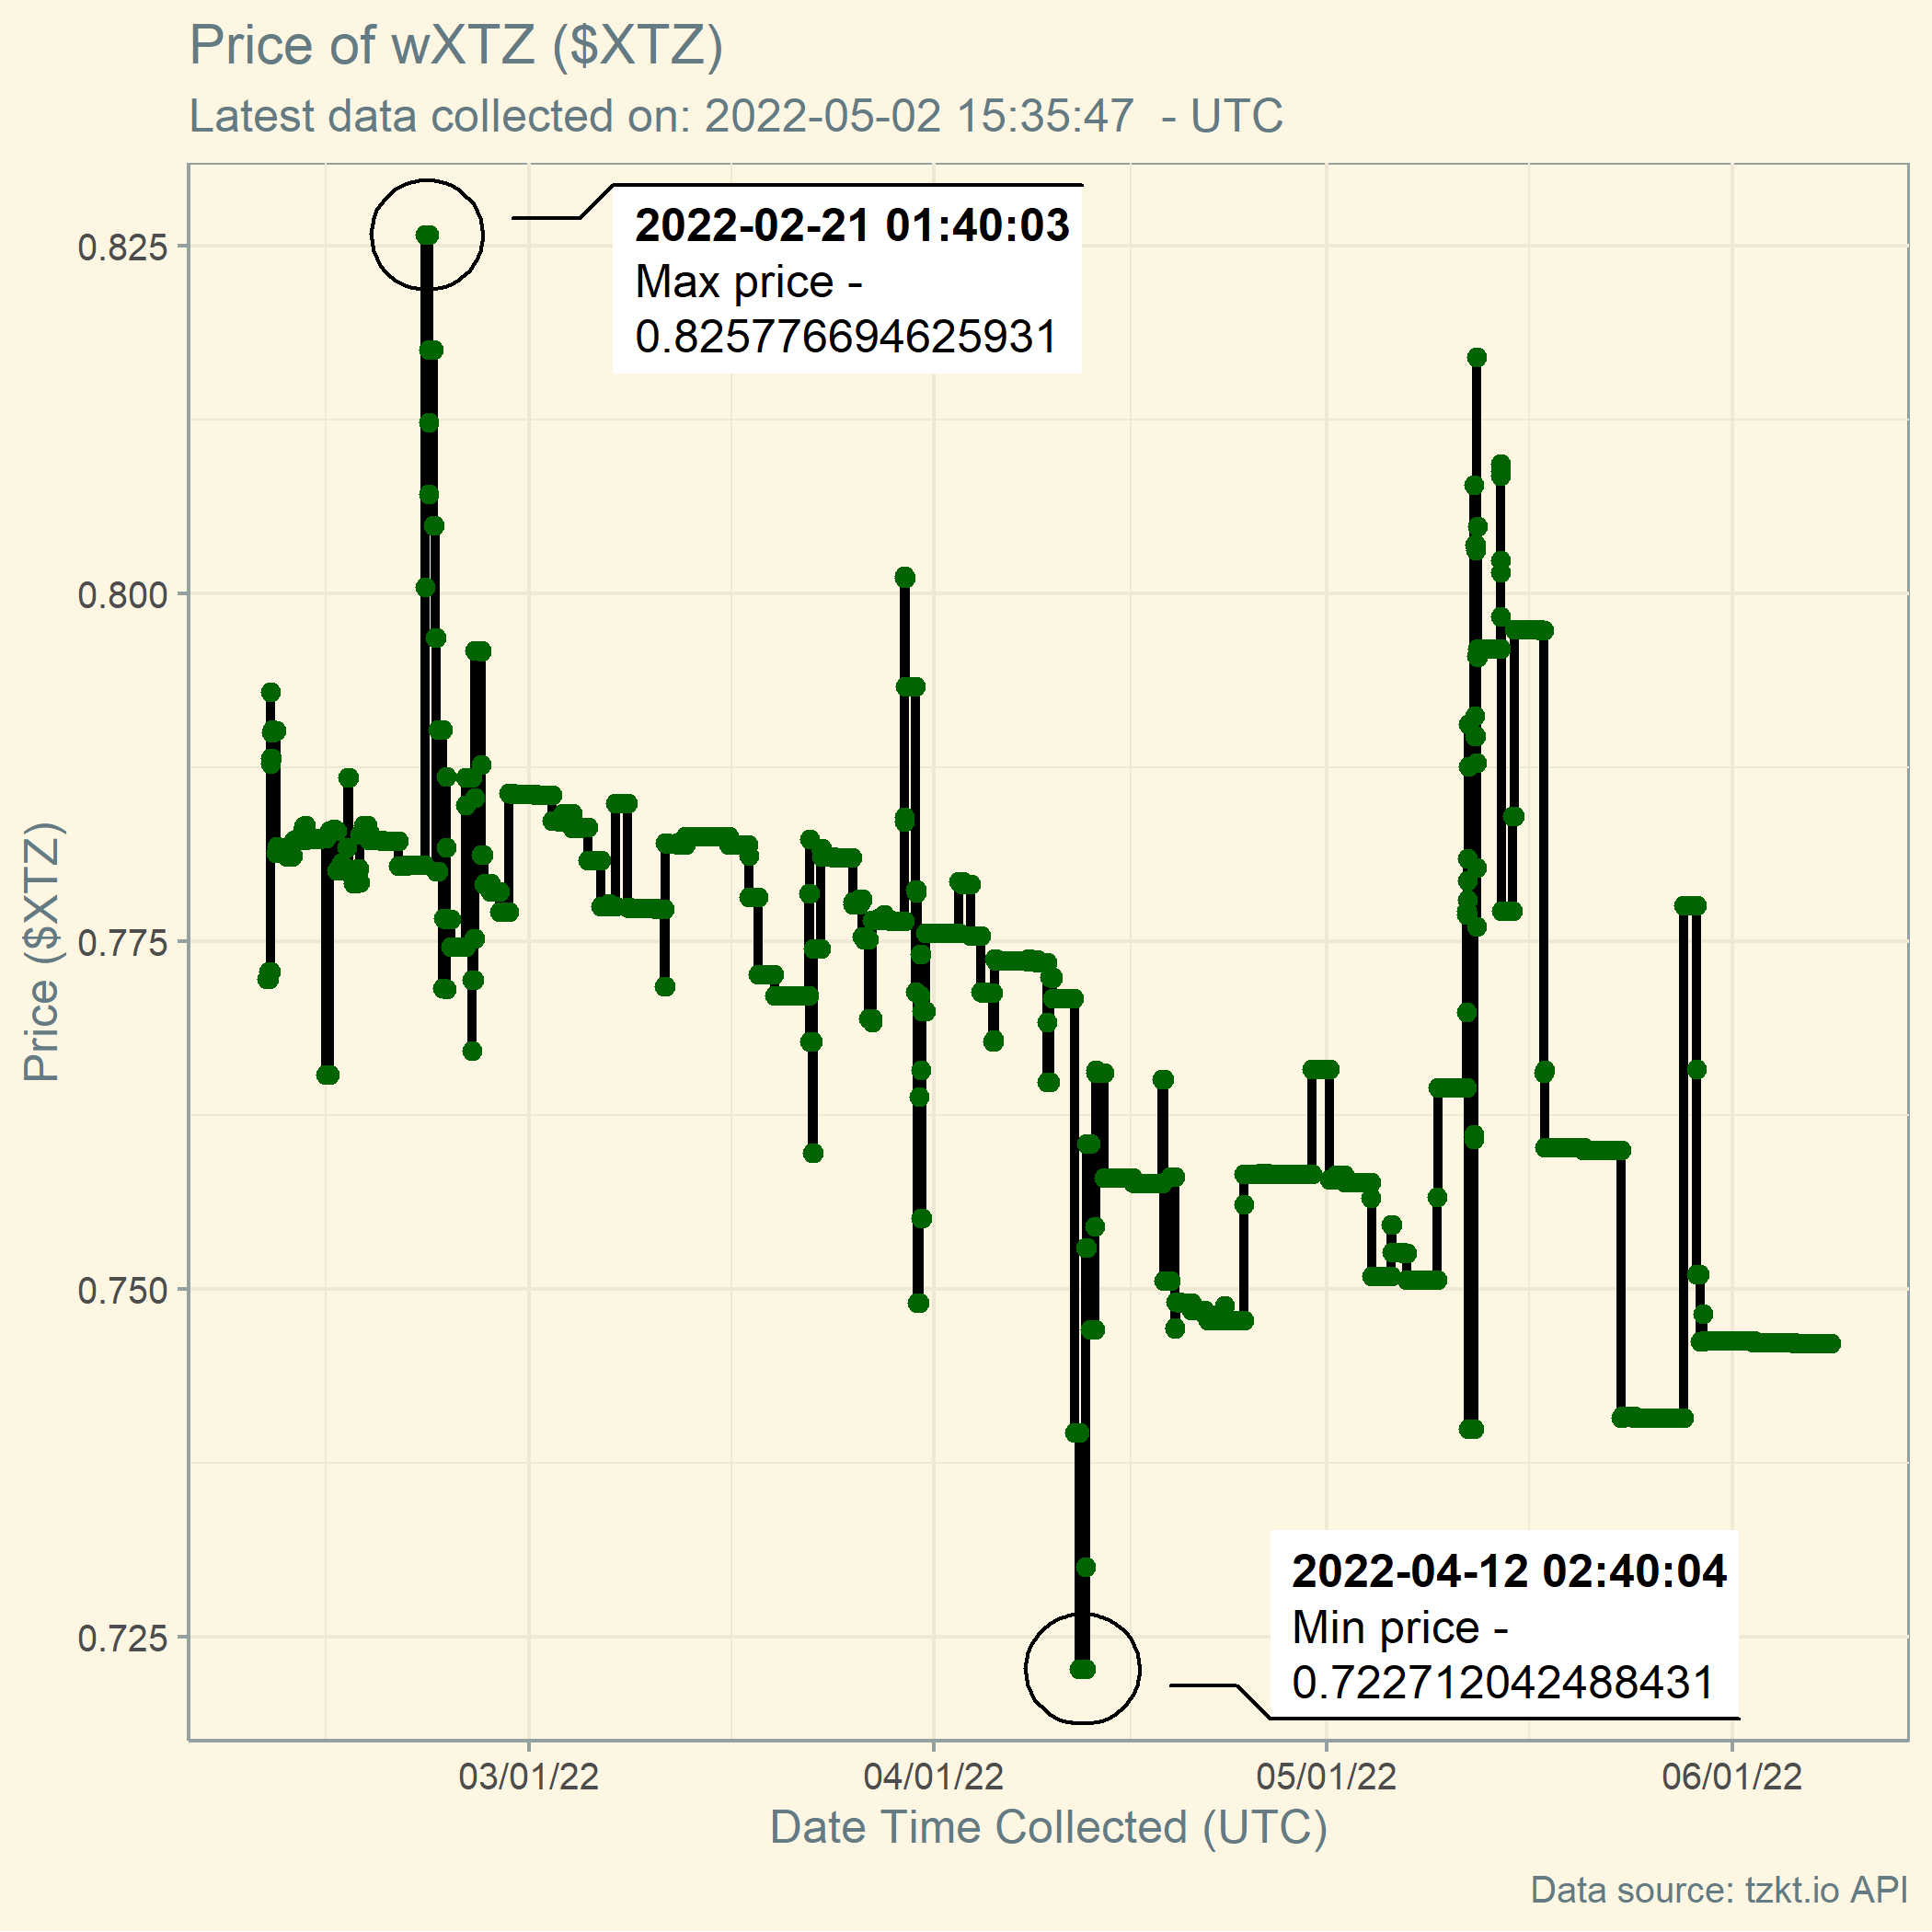 Price of wXTZ ($XTZ)
Latest data collected on: 2022-05-02 15:35:47  - UTC
2022-02-21 01:40:03
Max price -
0.825776694625931
0.825
0.800
0.775
0.750
0.725
Price ($XTZ)
2022-04-12 02:40:04
Min price -
0.722712042488431
03/01/22
04/01/22
05/01/22
06/01/22
Date Time Collected (UTC)
Data source: tzkt.io API